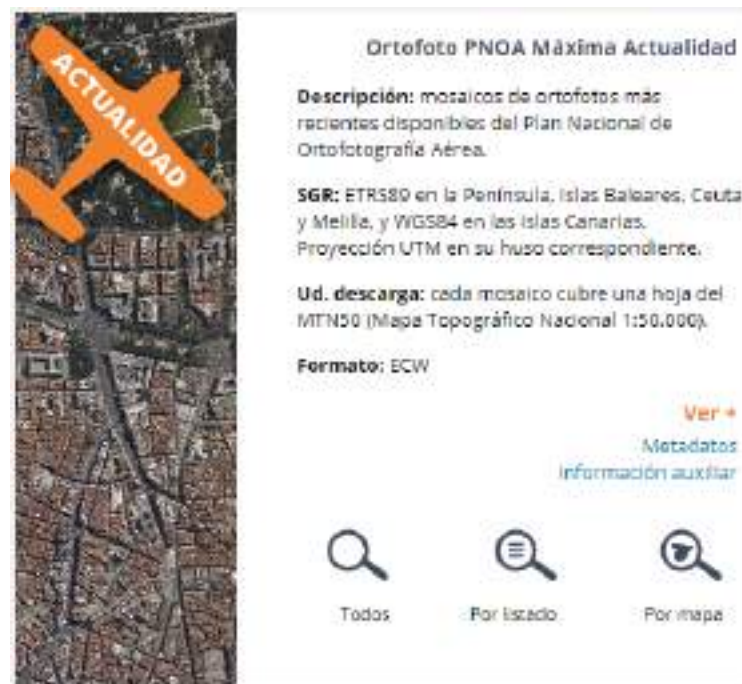 ACTUALIDAD
Ortofoto PNOA Máxima Actualidad
Descripción: mosaicos de ortofotos más
recientes disponibles del Plan Nacional de
Ortofotografía Aérea.
SGR: ETRS89 en la Península, Islas Baleares, Ceuta
y Melilla, y WGS84 en las Islas Canarias.
Proyección UTM en su huso correspondiente.
Ud. descarga: cada mosaico cubre una hoja del
MTN50 (Mapa Topográfico Nacional 1:50.000).
Formato: ECW
Ver +
Metadatos
Información auxiliar
Todos
Por listado
Por mapa